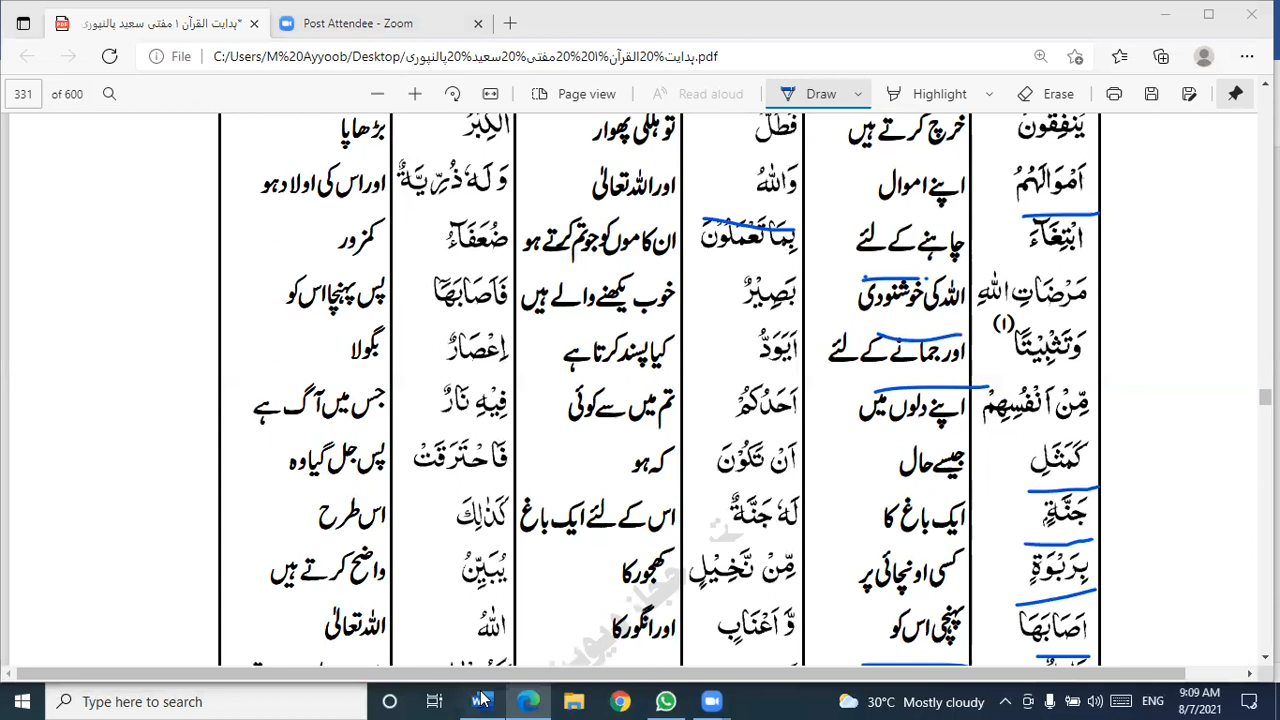 ہدایت القرآن ۱ مفتی سعید پالنپوری*
Post Attendee - Zoom
File C:/Users/M%20Ayyoob/Desktop/ہدایت%20القرآن%20۱%20مفتی%20سعید%20پالنپوری.pdf
331 of 600 Page view Read aloud Draw Highlight Erase
يُنْفِقُوْنَ خرچ کرتے ہیں فَطَلٌّ تو ہلکی پھوار الْكِبَرُ بڑھاپا
اَمْوَالَهُمُ اپنے اموال وَاللّٰهُ اور اللہ تعالیٰ وَلَهٗ ذُرِّيَّةٌ اور اس کی اولاد ہو
ابْتِغَآءَ چاہنے کے لئے بِمَا تَعْمَلُوْنَ ان کاموں کو جو تم کرتے ہو ضُعَفَآءُ کمزور
مَرْضَاتِ اللّٰهِ اللہ کی خوشنودی بَصِيْرٌ خوب دیکھنے والے ہیں فَاَصَابَهَا پس پہنچا اس کو
وَتَثْبِيْتًا (۱) اور جمانے کے لئے اَيَوَدُّ کیا پسند کرتا ہے اِعْصَارٌ بگولا
مِّنْ اَنْفُسِهِمْ اپنے دلوں میں اَحَدُكُمْ تم میں سے کوئی فِيْهِ نَارٌ جس میں آگ ہے
كَمَثَلِ جیسے حال اَنْ تَكُوْنَ کہ ہو فَاحْتَرَقَتْ پس جل گیا وہ
جَنَّةٍ ایک باغ کا لَهٗ جَنَّةٌ اس کے لئے ایک باغ كَذٰلِكَ اس طرح
بِرَبْوَةٍ کسی اونچائی پر مِّنْ نَّخِيْلٍ کھجور کا يُبَيِّنُ واضح کرتے ہیں
اَصَابَهَا پہنچی اس کو وَّاَعْنَابٍ اور انگور کا اللّٰهُ اللہ تعالیٰ
Type here to search
30°C Mostly cloudy ENG 9:09 AM
8/7/2021